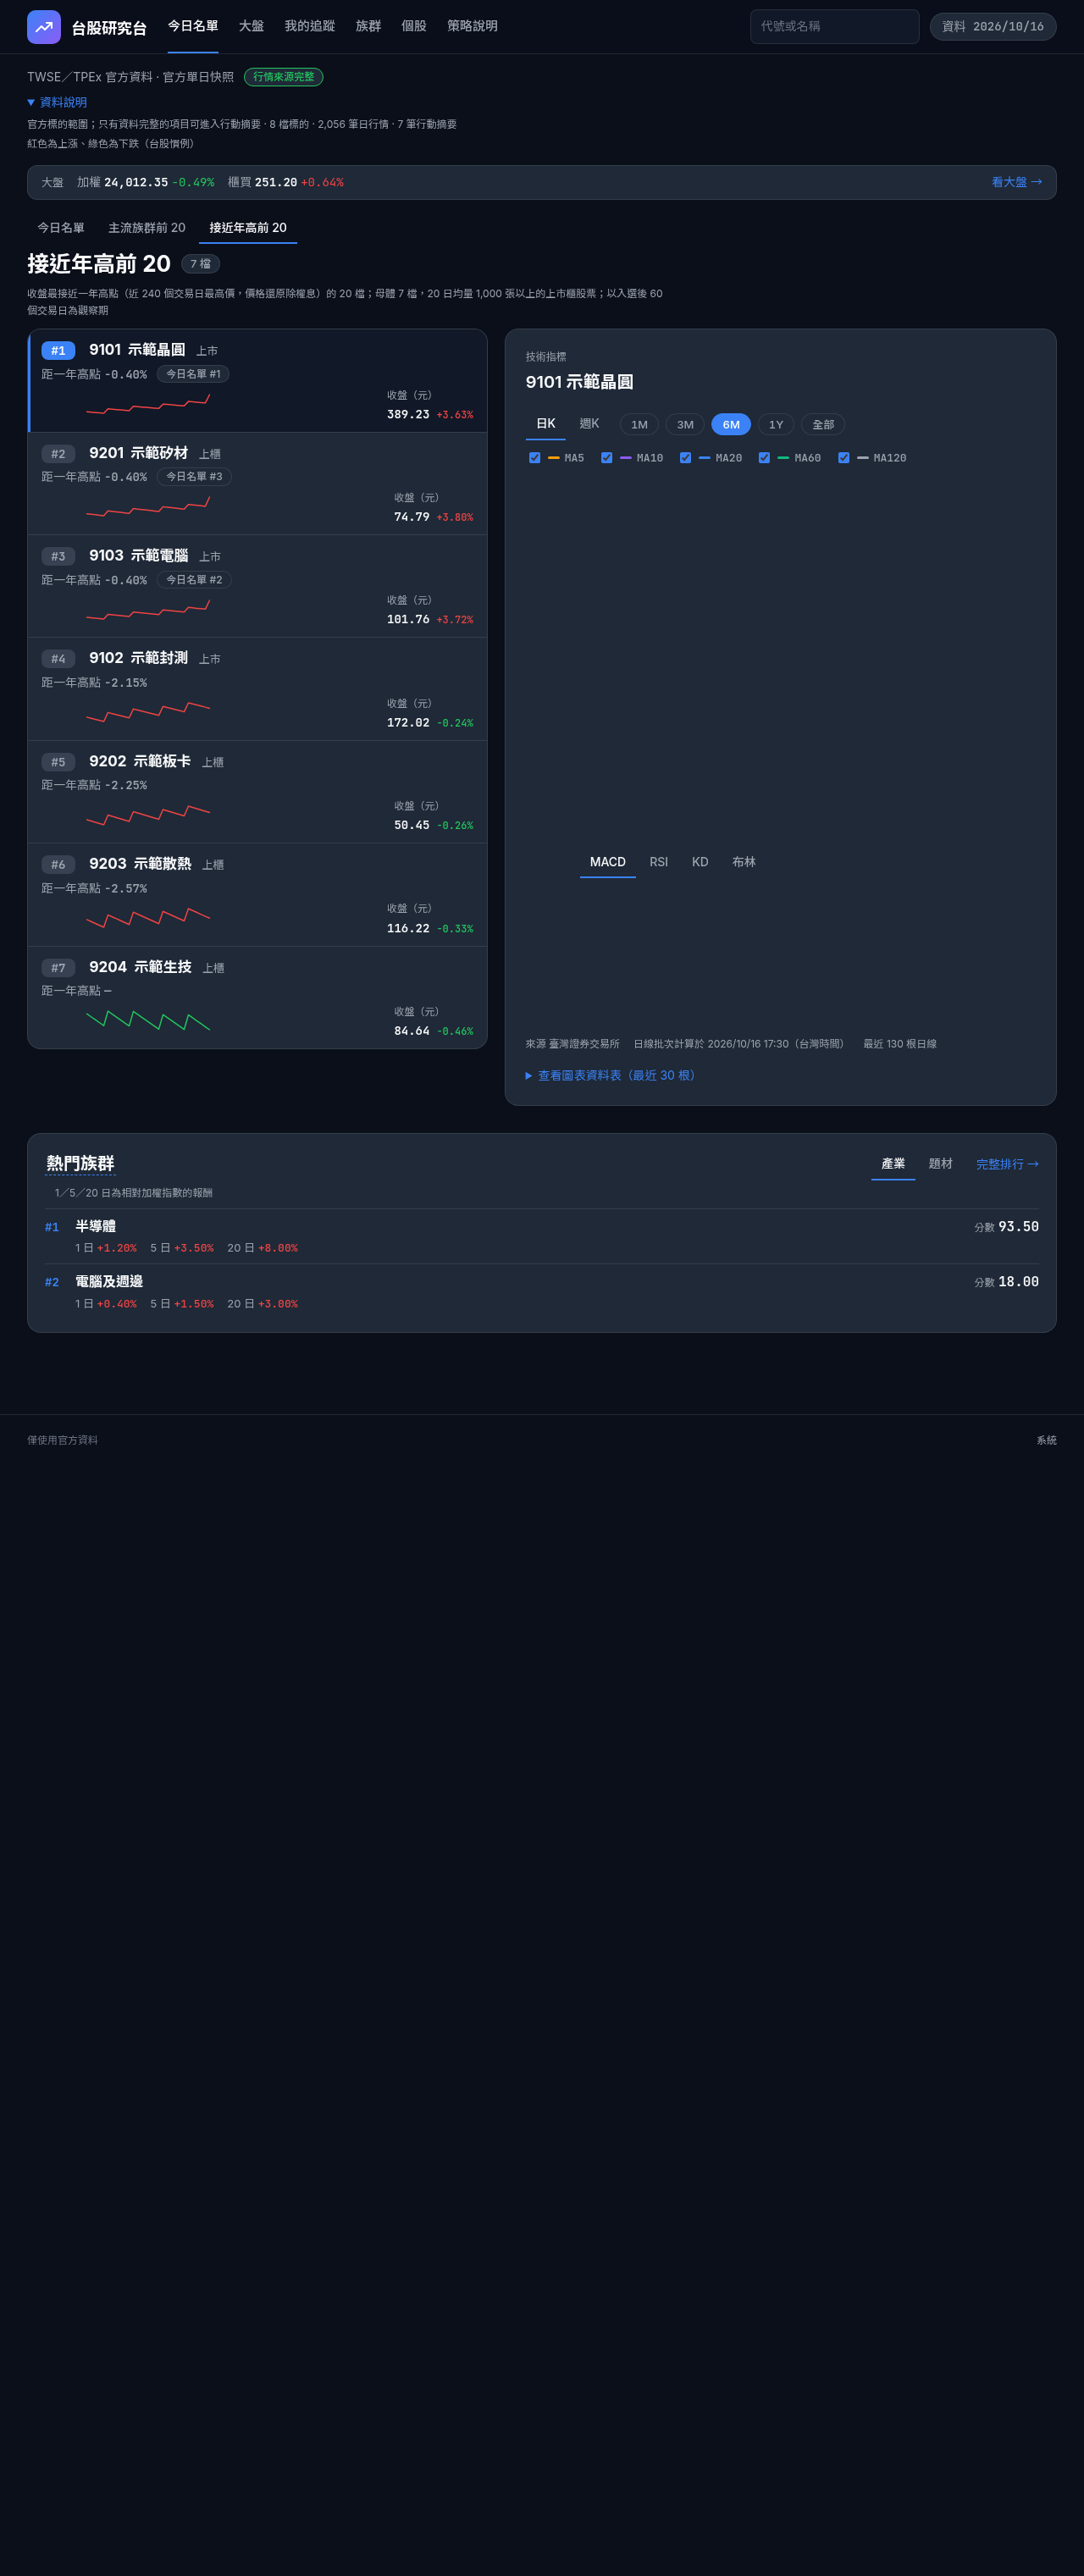 台股研究台 今日名單 大盤 我的追蹤 族群 個股 策略說明 代號或名稱 資料 2026/10/16
TWSE／TPEx 官方資料 · 官方單日快照 行情來源完整
▼ 資料說明
官方標的範圍；只有資料完整的項目可進入行動摘要 · 8 檔標的 · 2,056 筆日行情 · 7 筆行動摘要
紅色為上漲、綠色為下跌（台股慣例）
大盤 加權 24,012.35 -0.49% 櫃買 251.20 +0.64% 看大盤 →
今日名單 主流族群前 20 接近年高前 20
接近年高前 20 7 檔
收盤最接近一年高點（近 240 個交易日最高價，價格還原除權息）的 20 檔；母體 7 檔，20 日均量 1,000 張以上的上市櫃股票；以入選後 60
個交易日為觀察期
#1 9101 示範晶圓 上市
距一年高點 -0.40% 今日名單 #1
收盤（元）
389.23 +3.63%
#2 9201 示範矽材 上櫃
距一年高點 -0.40% 今日名單 #3
收盤（元）
74.79 +3.80%
#3 9103 示範電腦 上市
距一年高點 -0.40% 今日名單 #2
收盤（元）
101.76 +3.72%
#4 9102 示範封測 上市
距一年高點 -2.15%
收盤（元）
172.02 -0.24%
#5 9202 示範板卡 上櫃
距一年高點 -2.25%
收盤（元）
50.45 -0.26%
#6 9203 示範散熱 上櫃
距一年高點 -2.57%
收盤（元）
116.22 -0.33%
#7 9204 示範生技 上櫃
距一年高點 —
收盤（元）
84.64 -0.46%
技術指標
9101 示範晶圓
日K 週K 1M 3M 6M 1Y 全部
MA5 MA10 MA20 MA60 MA120
MACD RSI KD 布林
來源 臺灣證券交易所 日線批次計算於 2026/10/16 17:30（台灣時間） 最近 130 根日線
▶ 查看圖表資料表（最近 30 根）
熱門族群 產業 題材 完整排行 →
1／5／20 日為相對加權指數的報酬
#1 半導體 分數 93.50
1 日 +1.20% 5 日 +3.50% 20 日 +8.00%
#2 電腦及週邊 分數 18.00
1 日 +0.40% 5 日 +1.50% 20 日 +3.00%
僅使用官方資料 系統